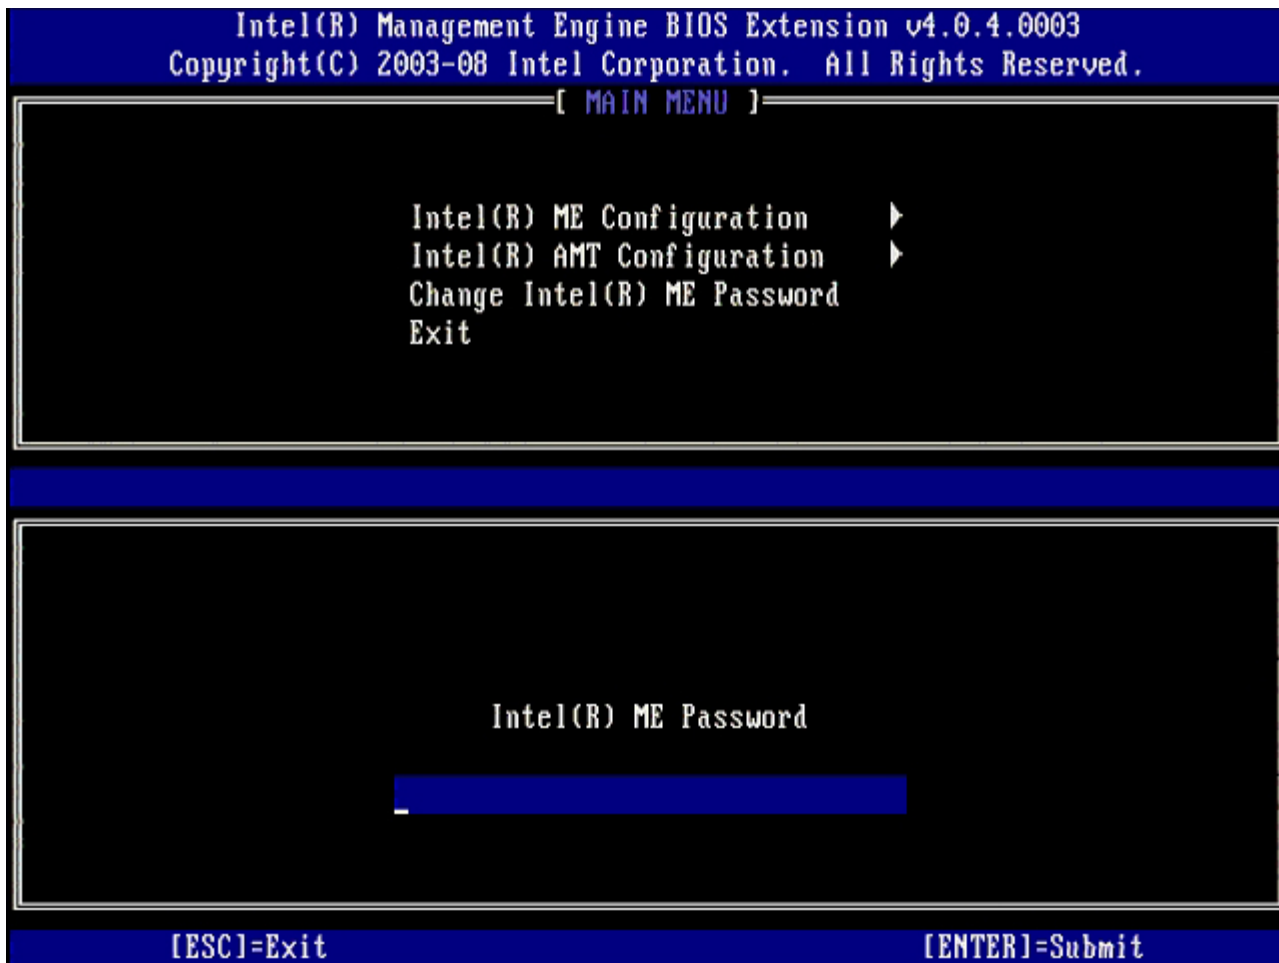 Intel(R) Management Engine BIOS Extension v4.0.4.0003
Copyright(C) 2003-08 Intel Corporation. All Rights Reserved.
[ MAIN MENU ]
Intel(R) ME Configuration
Intel(R) AMT Configuration
Change Intel(R) ME Password
Exit
Intel(R) ME Password
[ESC]=Exit [ENTER]=Submit